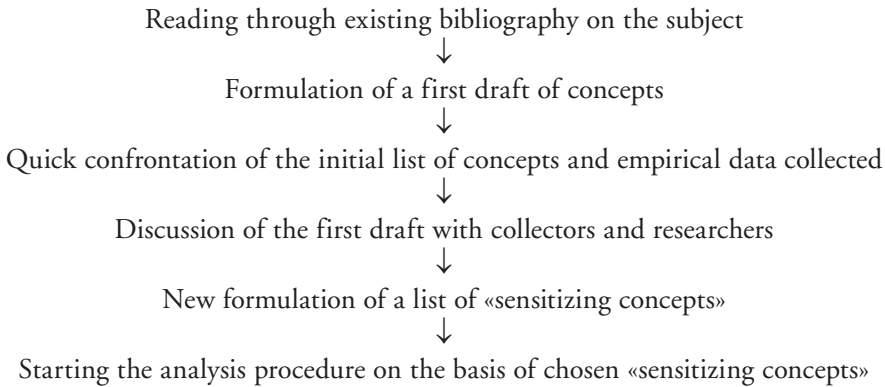 Reading through existing bibliography on the subject
↓
Formulation of a first draft of concepts
↓
Quick confrontation of the initial list of concepts and empirical data collected
↓
Discussion of the first draft with collectors and researchers
↓
New formulation of a list of «sensitizing concepts»
↓
Starting the analysis procedure on the basis of chosen «sensitizing concepts»